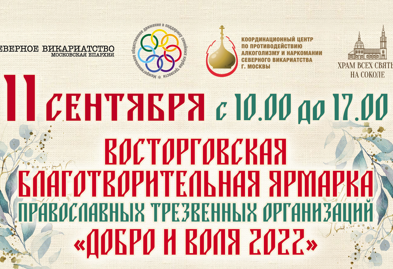 СЕВЕРНОЕ ВИКАРИАТСТВО
МОСКОВСКАЯ ЕПАРХИЯ
КООРДИНАЦИОННЫЙ ЦЕНТР
ПО ПРОТИВОДЕЙСТВИЮ
АЛКОГОЛИЗМУ И НАРКОМАНИИ
СЕВЕРНОГО ВИКАРИАТСТВА
Г. МОСКВЫ
ХРАМ ВСЕХ СВЯТЫХ
НА СОКОЛЕ
11 СЕНТЯБРЯ с 10.00 до 17.00
ВОСТОРГОВСКАЯ
БЛАГОТВОРИТЕЛЬНАЯ ЯРМАРКА
ПРАВОСЛАВНЫХ ТРЕЗВЕННЫХ ОРГАНИЗАЦИЙ
«ДОБРО И ВОЛЯ 2022»